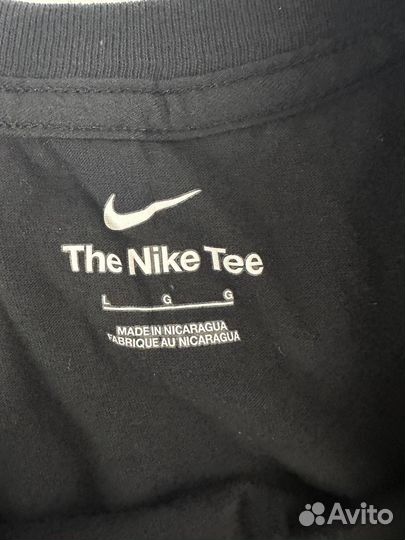 The Nike Tee
L G G
MADE IN NICARAGUA
FABRIQUE AU NICARAGUA
Avito